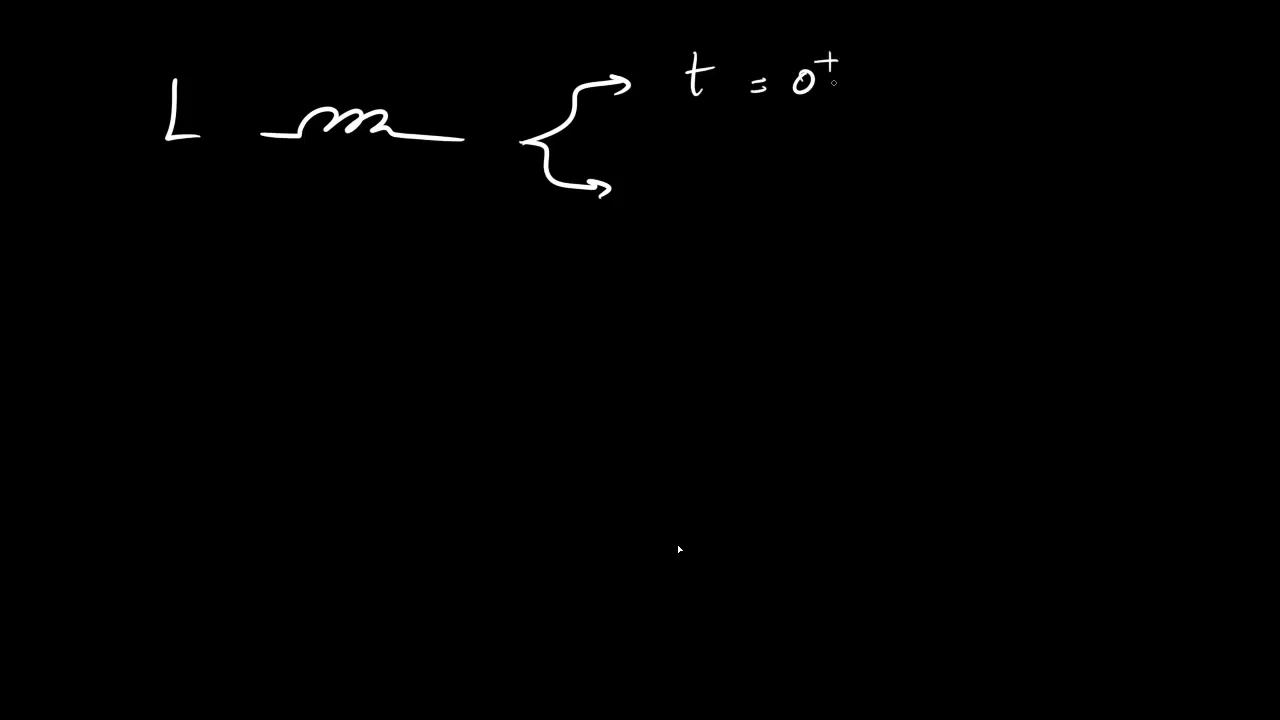 L
t = 0⁺